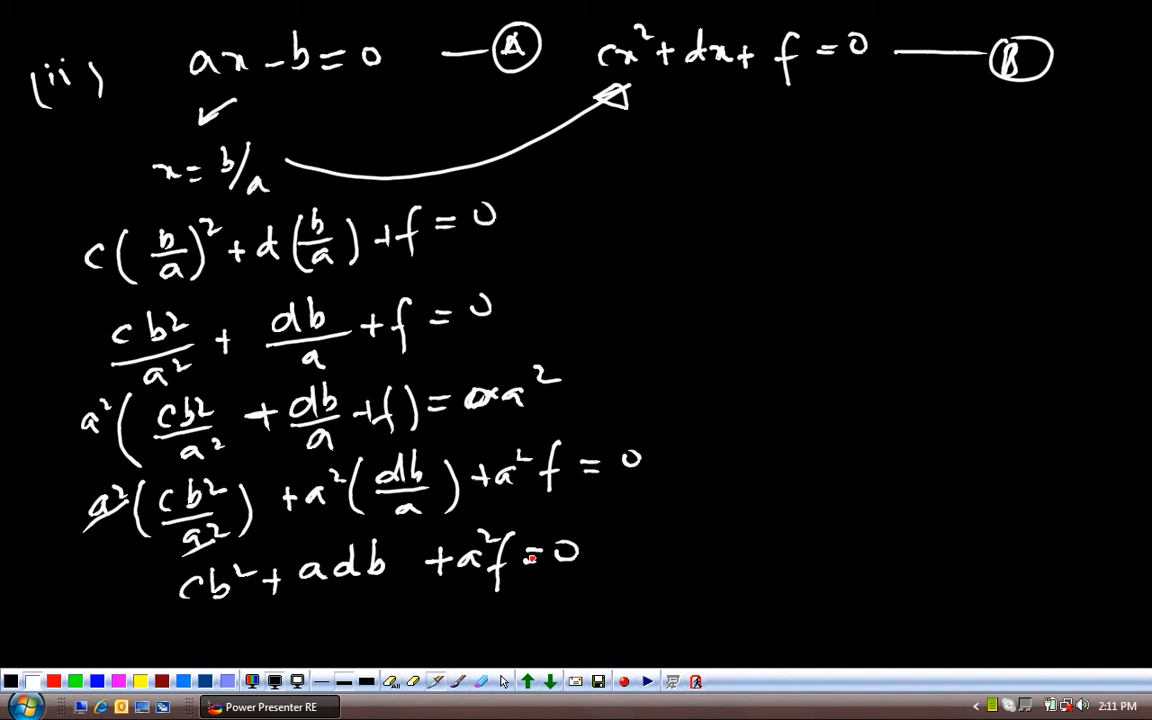 (ii) ax - b = 0 — A cx² + dx + f = 0 — B
x = b/a
c(b/a)² + d(b/a) + f = 0
cb²/a² + db/a + f = 0
a²(cb²/a² + db/a + f) = 0xa²
a²(cb²/a²) + a²(db/a) + a²f = 0
cb² + adb + a²f = 0
Power Presenter RE
2:11 PM